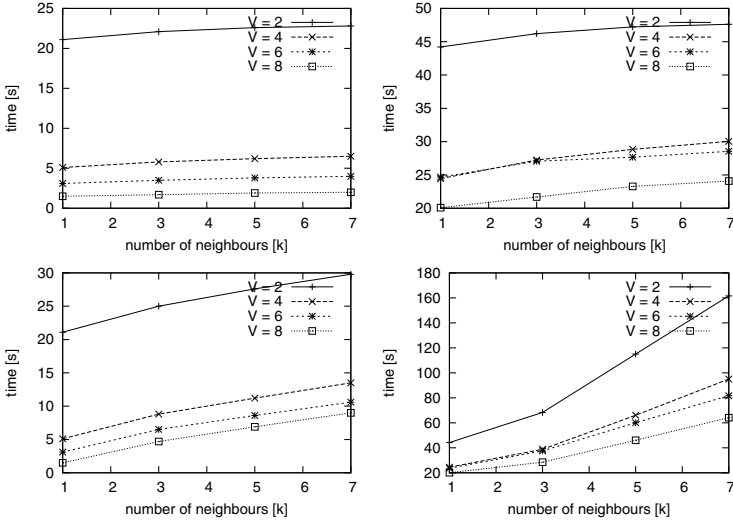 25
20
15
10
5
0
time [s]
1 2 3 4 5 6 7
number of neighbours [k]
V = 2
V = 4
V = 6
V = 8
50
45
40
35
30
25
20
time [s]
1 2 3 4 5 6 7
number of neighbours [k]
V = 2
V = 4
V = 6
V = 8
30
25
20
15
10
5
0
time [s]
1 2 3 4 5 6 7
number of neighbours [k]
V = 2
V = 4
V = 6
V = 8
180
160
140
120
100
80
60
40
20
time [s]
1 2 3 4 5 6 7
number of neighbours [k]
V = 2
V = 4
V = 6
V = 8